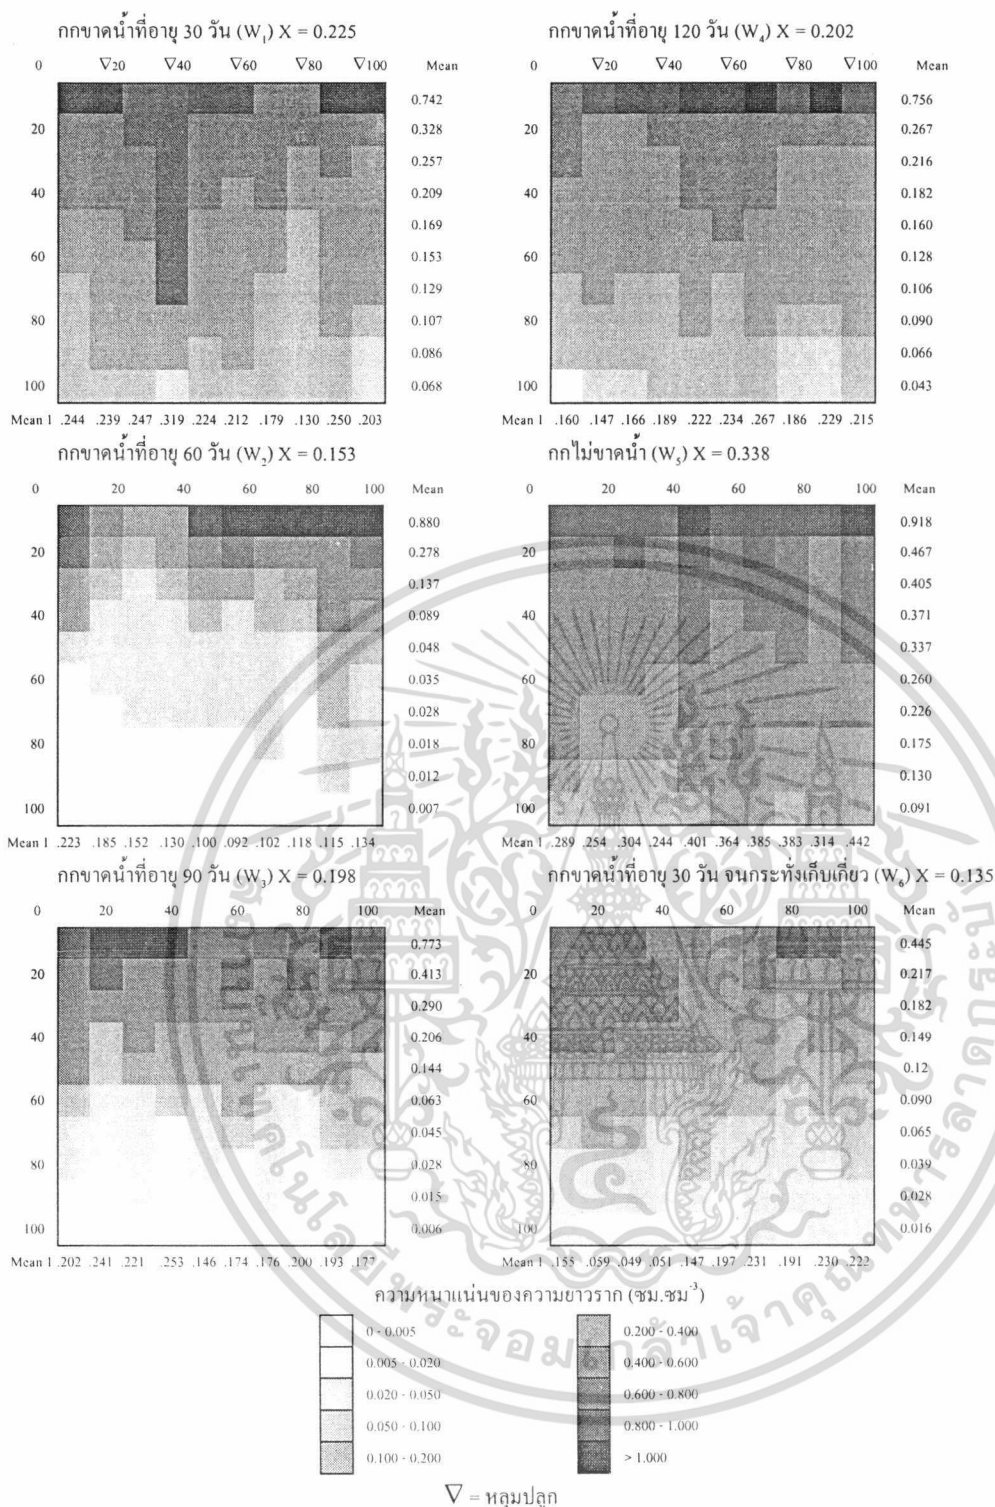 กกขาดน้ำที่อายุ 30 วัน (W₁) X = 0.225
0 ∇20 ∇40 ∇60 ∇80 ∇100 Mean
0.742
20 0.328
0.257
40 0.209
0.169
60 0.153
0.129
80 0.107
0.086
100 0.068
Mean 1 .244 .239 .247 .319 .224 .212 .179 .130 .250 .203
กกขาดน้ำที่อายุ 120 วัน (W₄) X = 0.202
0 ∇20 ∇40 ∇60 ∇80 ∇100 Mean
0.756
20 0.267
0.216
40 0.182
0.160
60 0.128
0.106
80 0.090
0.066
100 0.043
Mean 1 .160 .147 .166 .189 .222 .234 .267 .186 .229 .215
กกขาดน้ำที่อายุ 60 วัน (W₂) X = 0.153
0 20 40 60 80 100 Mean
0.880
20 0.278
0.137
40 0.089
0.048
60 0.035
0.028
80 0.018
0.012
100 0.007
Mean 1 .223 .185 .152 .130 .100 .092 .102 .118 .115 .134
กกไม่ขาดน้ำ (W₅) X = 0.338
0 20 40 60 80 100 Mean
0.918
20 0.467
0.405
40 0.371
0.337
60 0.260
0.226
80 0.175
0.130
100 0.091
Mean 1 .289 .254 .304 .244 .401 .364 .385 .383 .314 .442
กกขาดน้ำที่อายุ 90 วัน (W₃) X = 0.198
0 20 40 60 80 100 Mean
0.773
20 0.413
0.290
40 0.206
0.144
60 0.063
0.045
80 0.028
0.015
100 0.006
Mean 1 .202 .241 .221 .253 .146 .174 .176 .200 .193 .177
กกขาดน้ำที่อายุ 30 วัน จนกระทั่งเก็บเกี่ยว (W₆) X = 0.135
0 20 40 60 80 100 Mean
0.445
20 0.217
0.182
40 0.149
0.12
60 0.090
0.065
80 0.039
0.028
100 0.016
Mean 1 .155 .059 .049 .051 .147 .197 .231 .191 .230 .222
ความหนาแน่นของความยาวราก (ซม.ซม⁻³)
0 - 0.005
0.005 - 0.020
0.020 - 0.050
0.050 - 0.100
0.100 - 0.200
0.200 - 0.400
0.400 - 0.600
0.600 - 0.800
0.800 - 1.000
> 1.000
∇ = หลุมปลูก